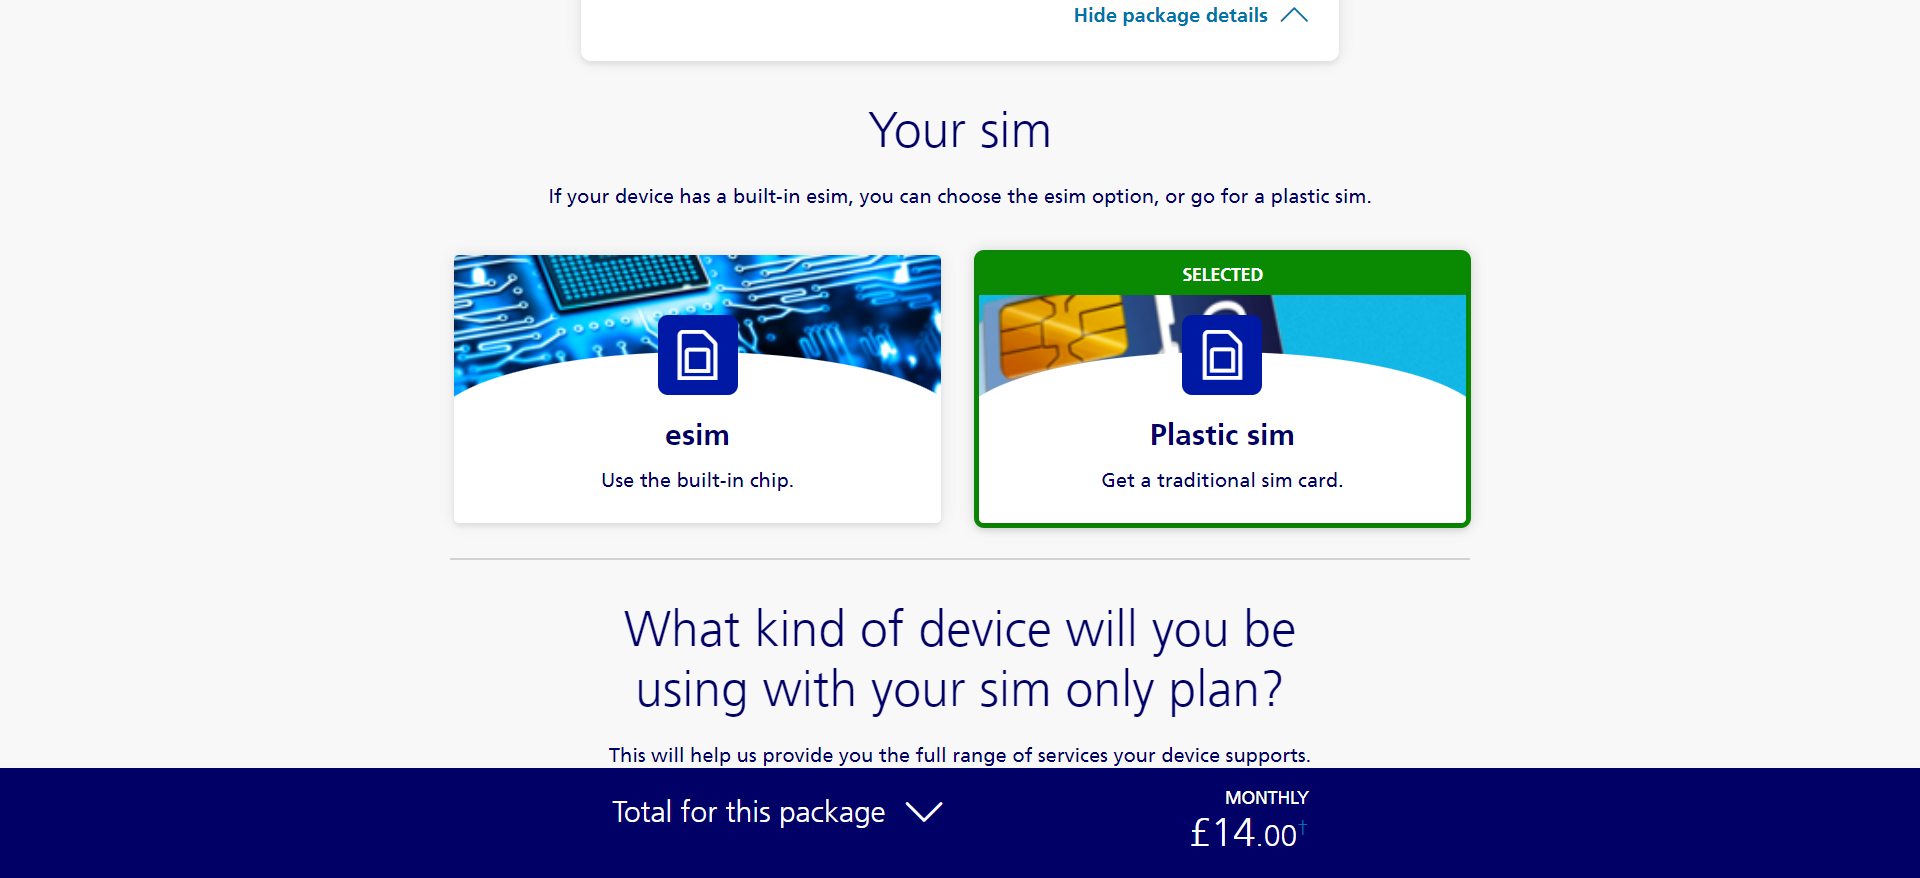 Hide package details
Your sim
If your device has a built-in esim, you can choose the esim option, or go for a plastic sim.
esim
Use the built-in chip.
SELECTED
Plastic sim
Get a traditional sim card.
What kind of device will you be
using with your sim only plan?
This will help us provide you the full range of services your device supports.
Total for this package
MONTHLY
£14.00†